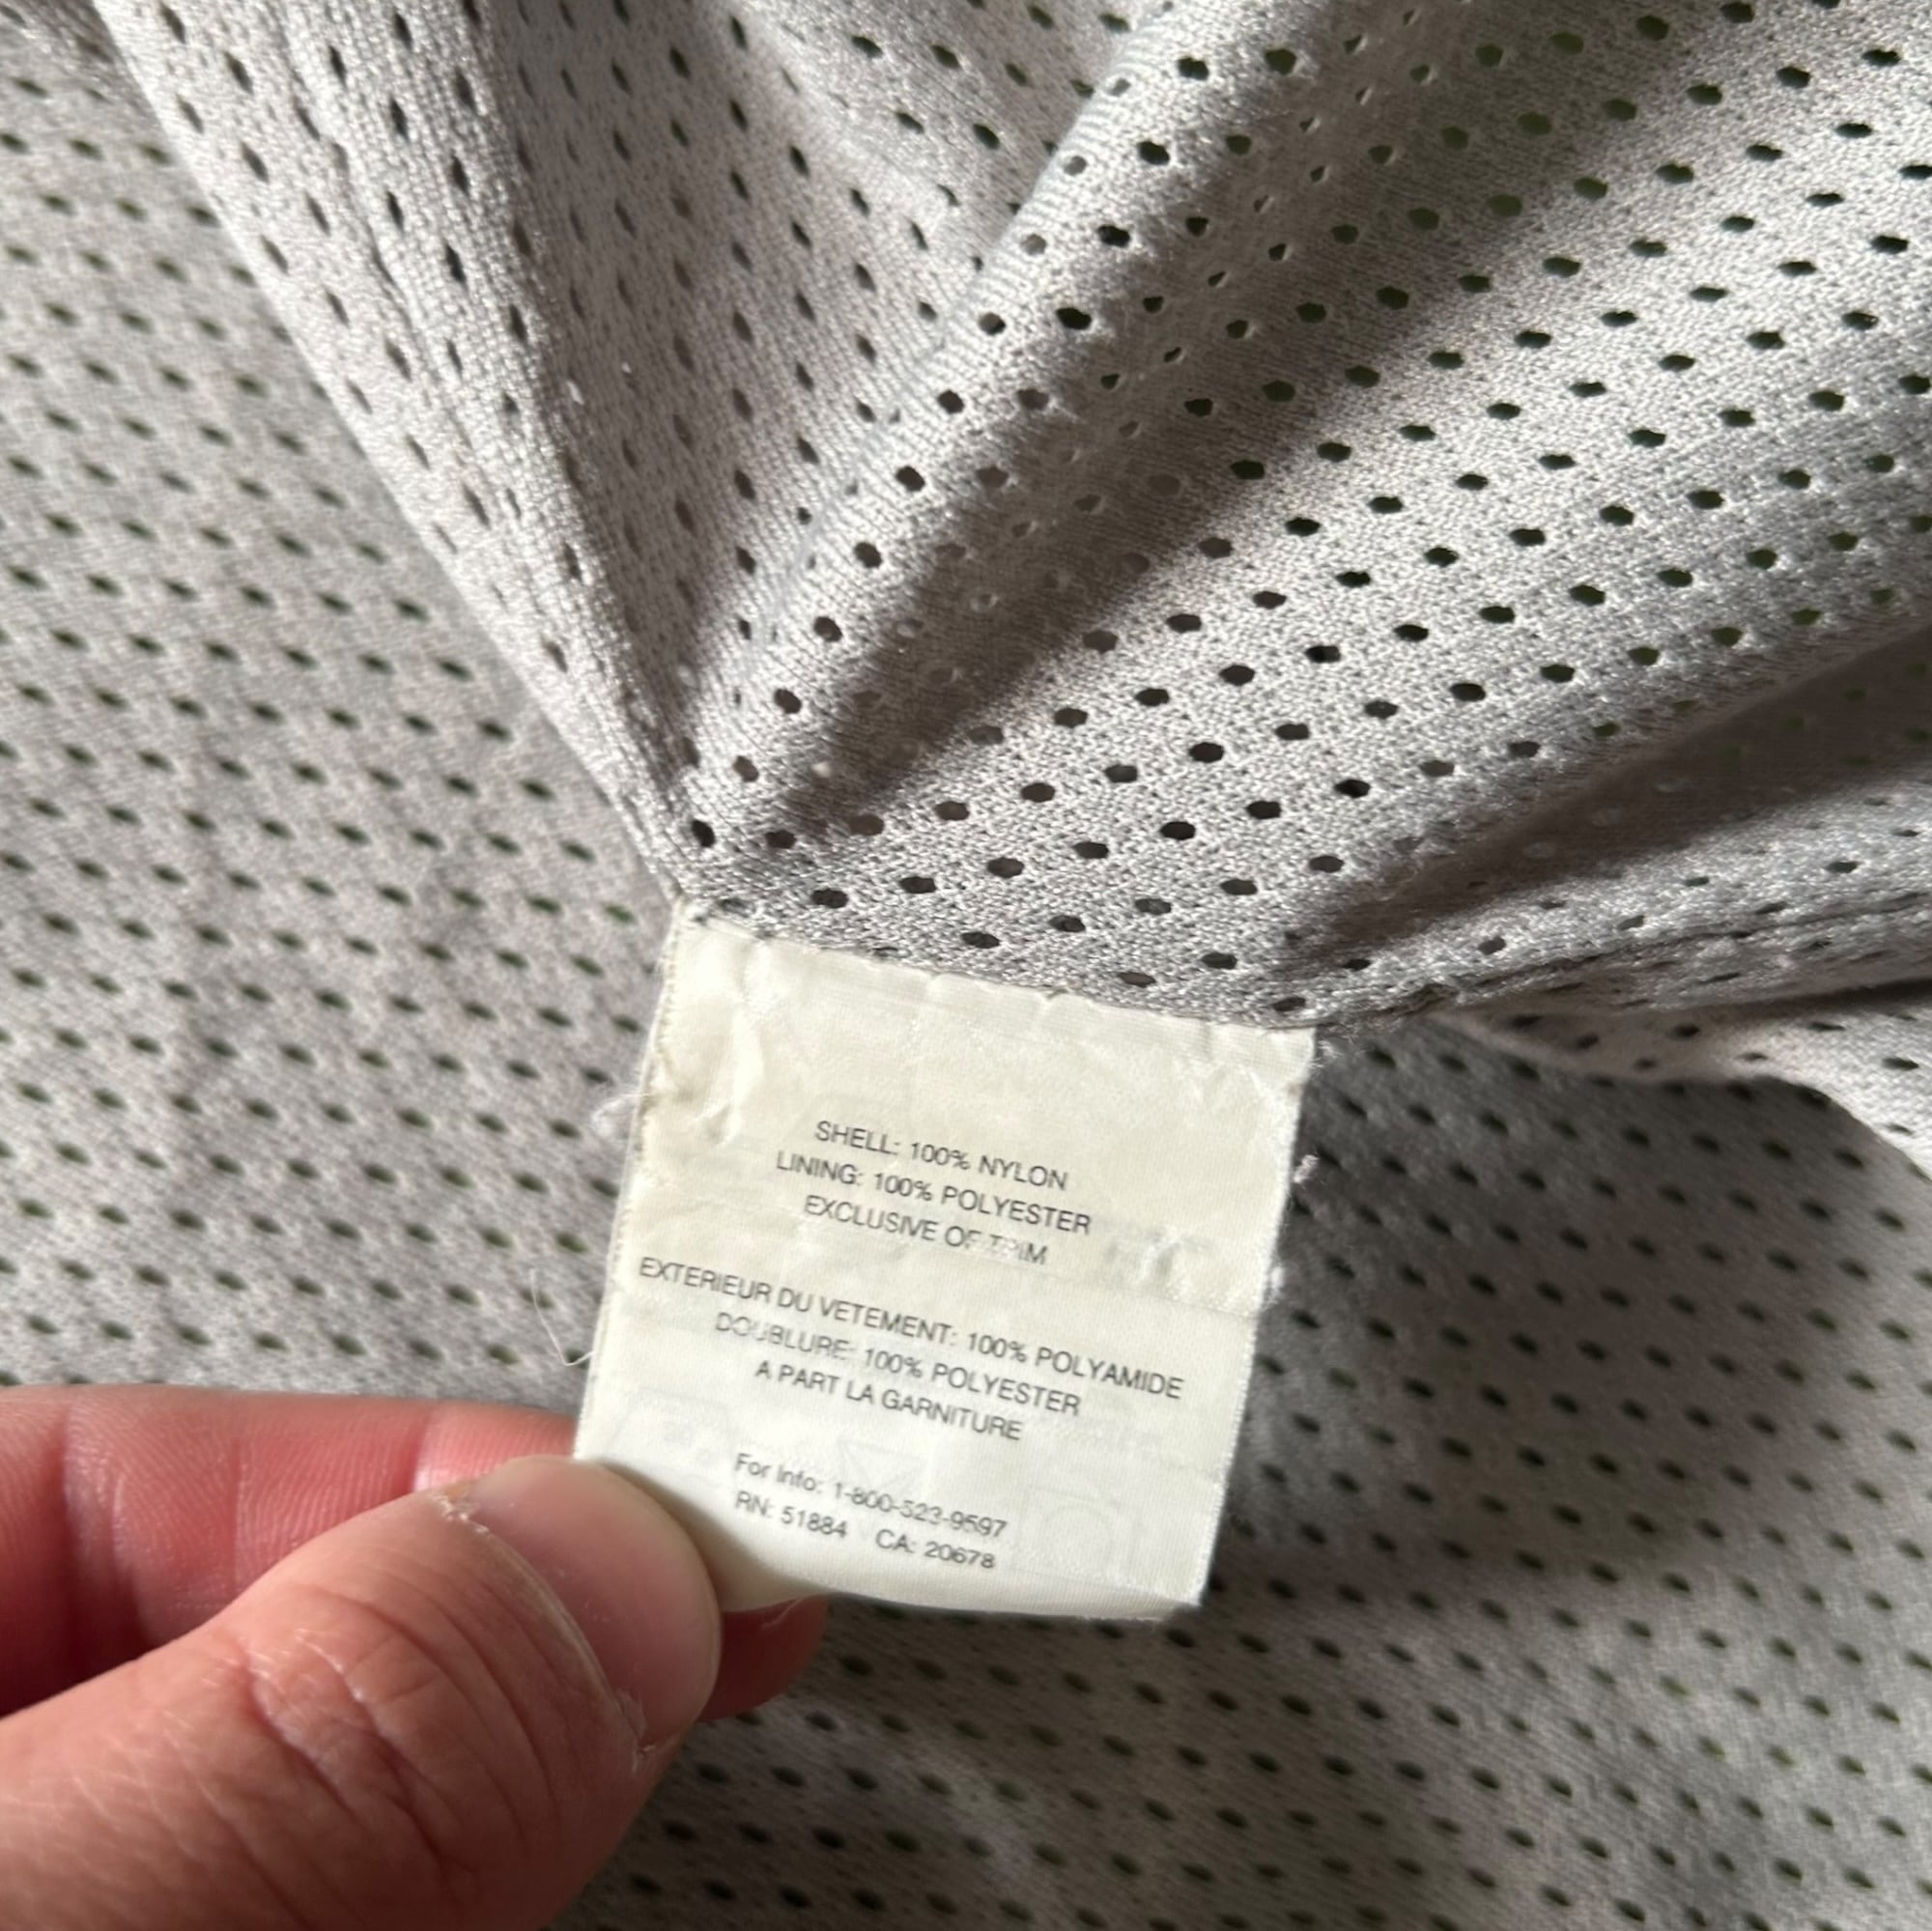 SHELL: 100% NYLON
LINING: 100% POLYESTER
EXCLUSIVE OF TRIM
EXTERIEUR DU VETEMENT: 100% POLYAMIDE
DOUBLURE: 100% POLYESTER
A PART LA GARNITURE
For Info: 1-800-523-9597
RN: 51884 CA: 20678